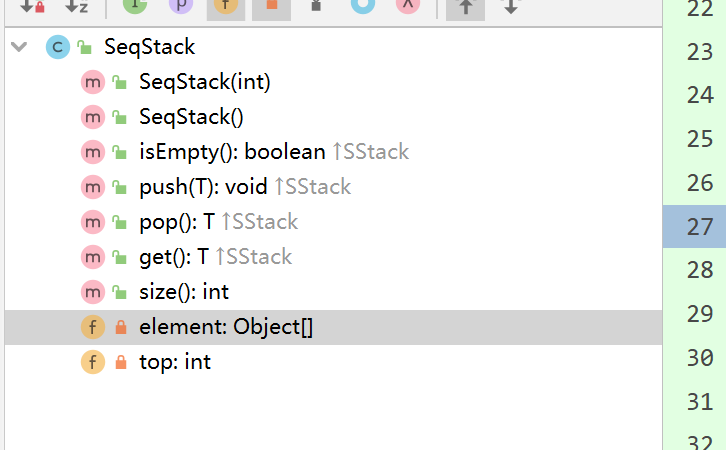 SeqStack
SeqStack(int)
SeqStack()
isEmpty(): boolean ↑SStack
push(T): void ↑SStack
pop(): T ↑SStack
get(): T ↑SStack
size(): int
element: Object[]
top: int
22
23
24
25
26
27
28
29
30
31
32